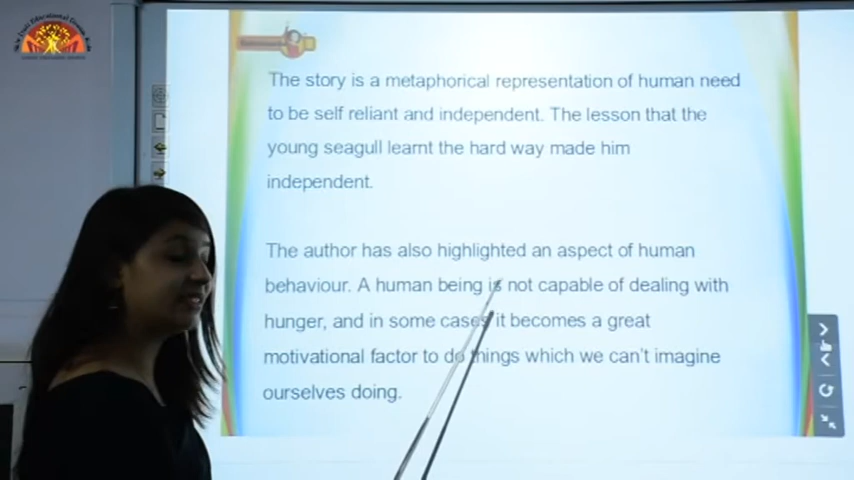 The story is a metaphorical representation of human need
to be self reliant and independent. The lesson that the
young seagull learnt the hard way made him
independent.
The author has also highlighted an aspect of human
behaviour. A human being is not capable of dealing with
hunger, and in some cases it becomes a great
motivational factor to do things which we can't imagine
ourselves doing.